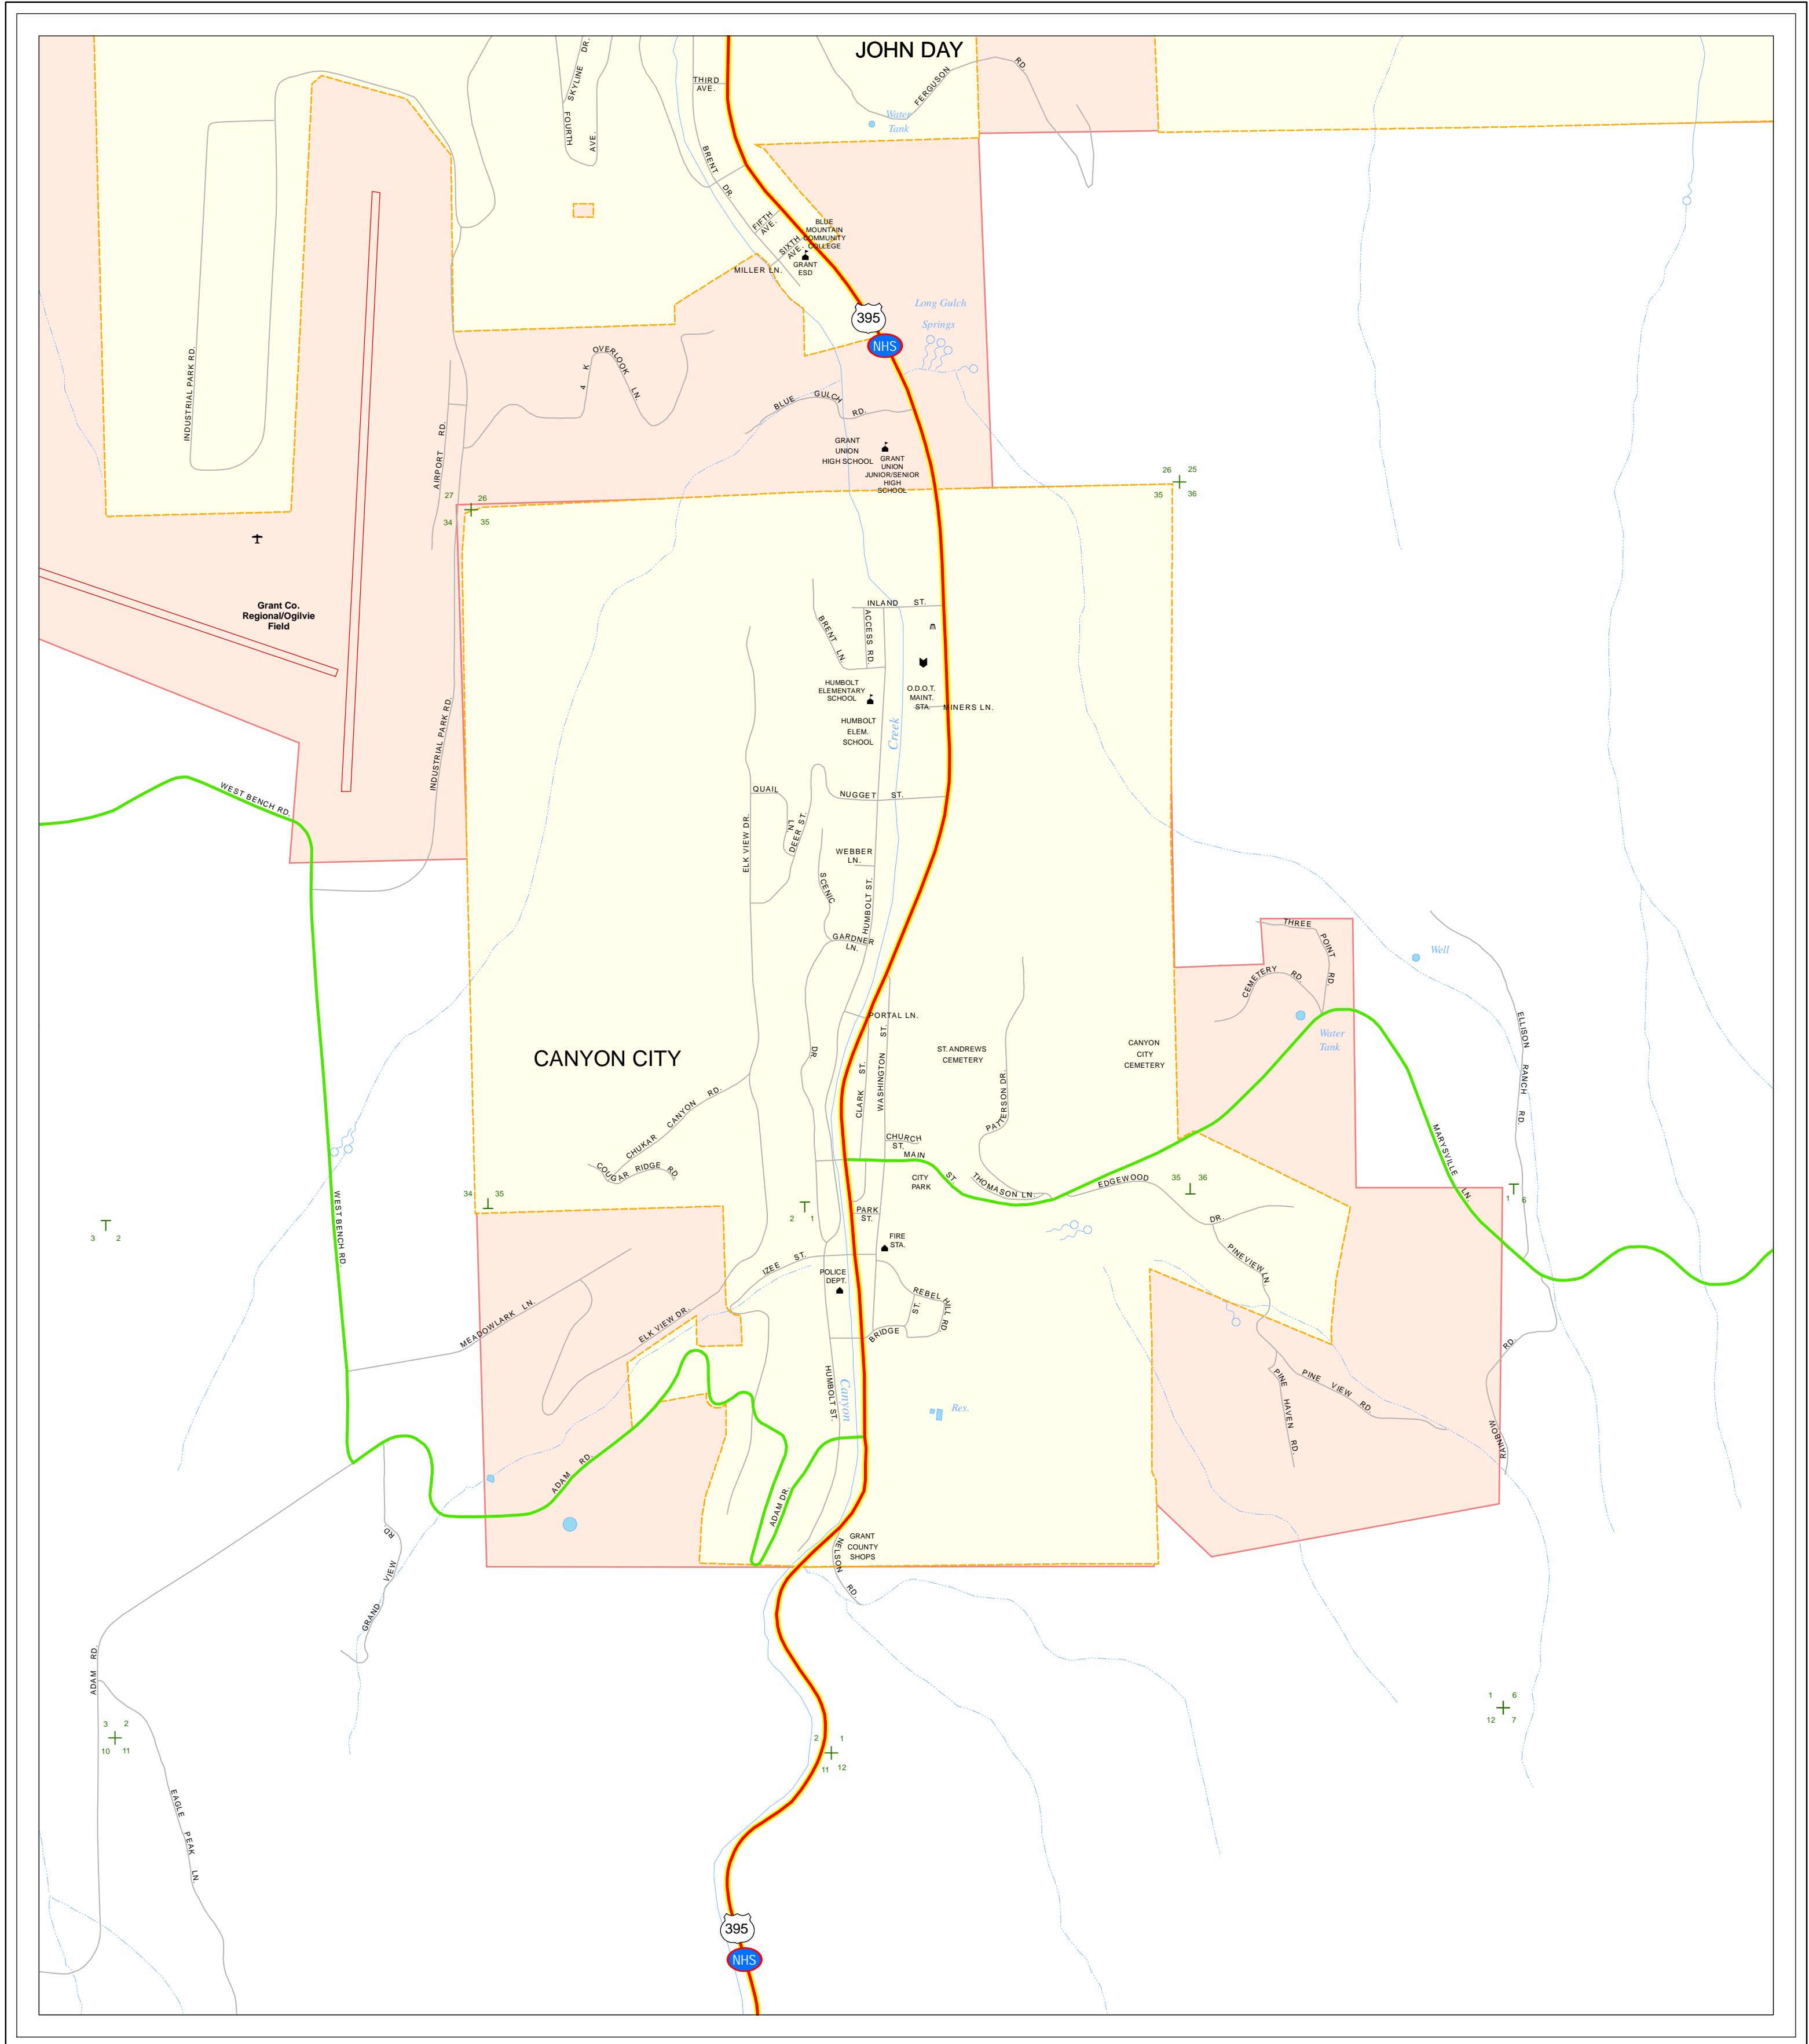 JOHN DAY
SKYLINE DR.
FOURTH AVE.
THIRD
AVE.
FERGUSON RD.
Water
Tank
BRENT DR.
FIFTH
AVE.
SIXTH
AVE.
BLUE
MOUNTAIN
COMMUNITY
COLLEGE
GRANT
ESD
MILLER LN.
395
NHS
Long Gulch
Springs
INDUSTRIAL PARK RD.
4 K OVERLOOK LN.
BLUE GULCH RD.
AIRPORT RD.
GRANT
UNION
HIGH SCHOOL
GRANT
UNION
JUNIOR/SENIOR
HIGH
SCHOOL
27 26
34 35
26 25
35 36
Grant Co.
Regional/Ogilvie
Field
INLAND ST.
BRENT LN.
ACCESS RD.
HUMBOLT
ELEMENTARY
SCHOOL
O.D.O.T.
MAINT.
STA.
MINERS LN.
HUMBOLT
ELEM.
SCHOOL
Creek
INDUSTRIAL PARK RD.
WEST BENCH RD.
QUAIL LN.
DEER ST.
NUGGET ST.
ELK VIEW DR.
WEBBER
LN.
SCENIC DR.
HUMBOLT ST.
GARDNER
LN.
THREE POINT RD.
CEMETERY RD.
Well
Water
Tank
ELLISON RANCH RD.
PORTAL LN.
CANYON CITY
CLARK ST.
WASHINGTON ST.
ST. ANDREWS
CEMETERY
CANYON
CITY
CEMETERY
PATTERSON DR.
CHUKAR CANYON RD.
COUGAR RIDGE RD.
CHURCH
ST.
MAIN ST.
MARYSVILLE LN.
CITY
PARK
THOMASON LN.
EDGEWOOD DR.
34 35
35 36
1 6
2 1
3 2
WEST BENCH RD.
PARK
ST.
FIRE
STA.
IZEE ST.
POLICE
DEPT.
PINEVIEW LN.
REBEL HILL RD.
ST.
BRIDGE
MEADOWLARK LN.
ELK VIEW DR.
HUMBOLT ST.
Canyon
Res.
PINE VIEW RD.
PINE HAVEN RD.
RAINBOW RD.
ADAM RD.
ADAM DR.
GRANT
COUNTY
SHOPS
NELSON RD.
GRAND VIEW RD.
ADAM RD.
3 2
10 11
2 1
11 12
1 6
12 7
EAGLE PEAK LN.
395
NHS